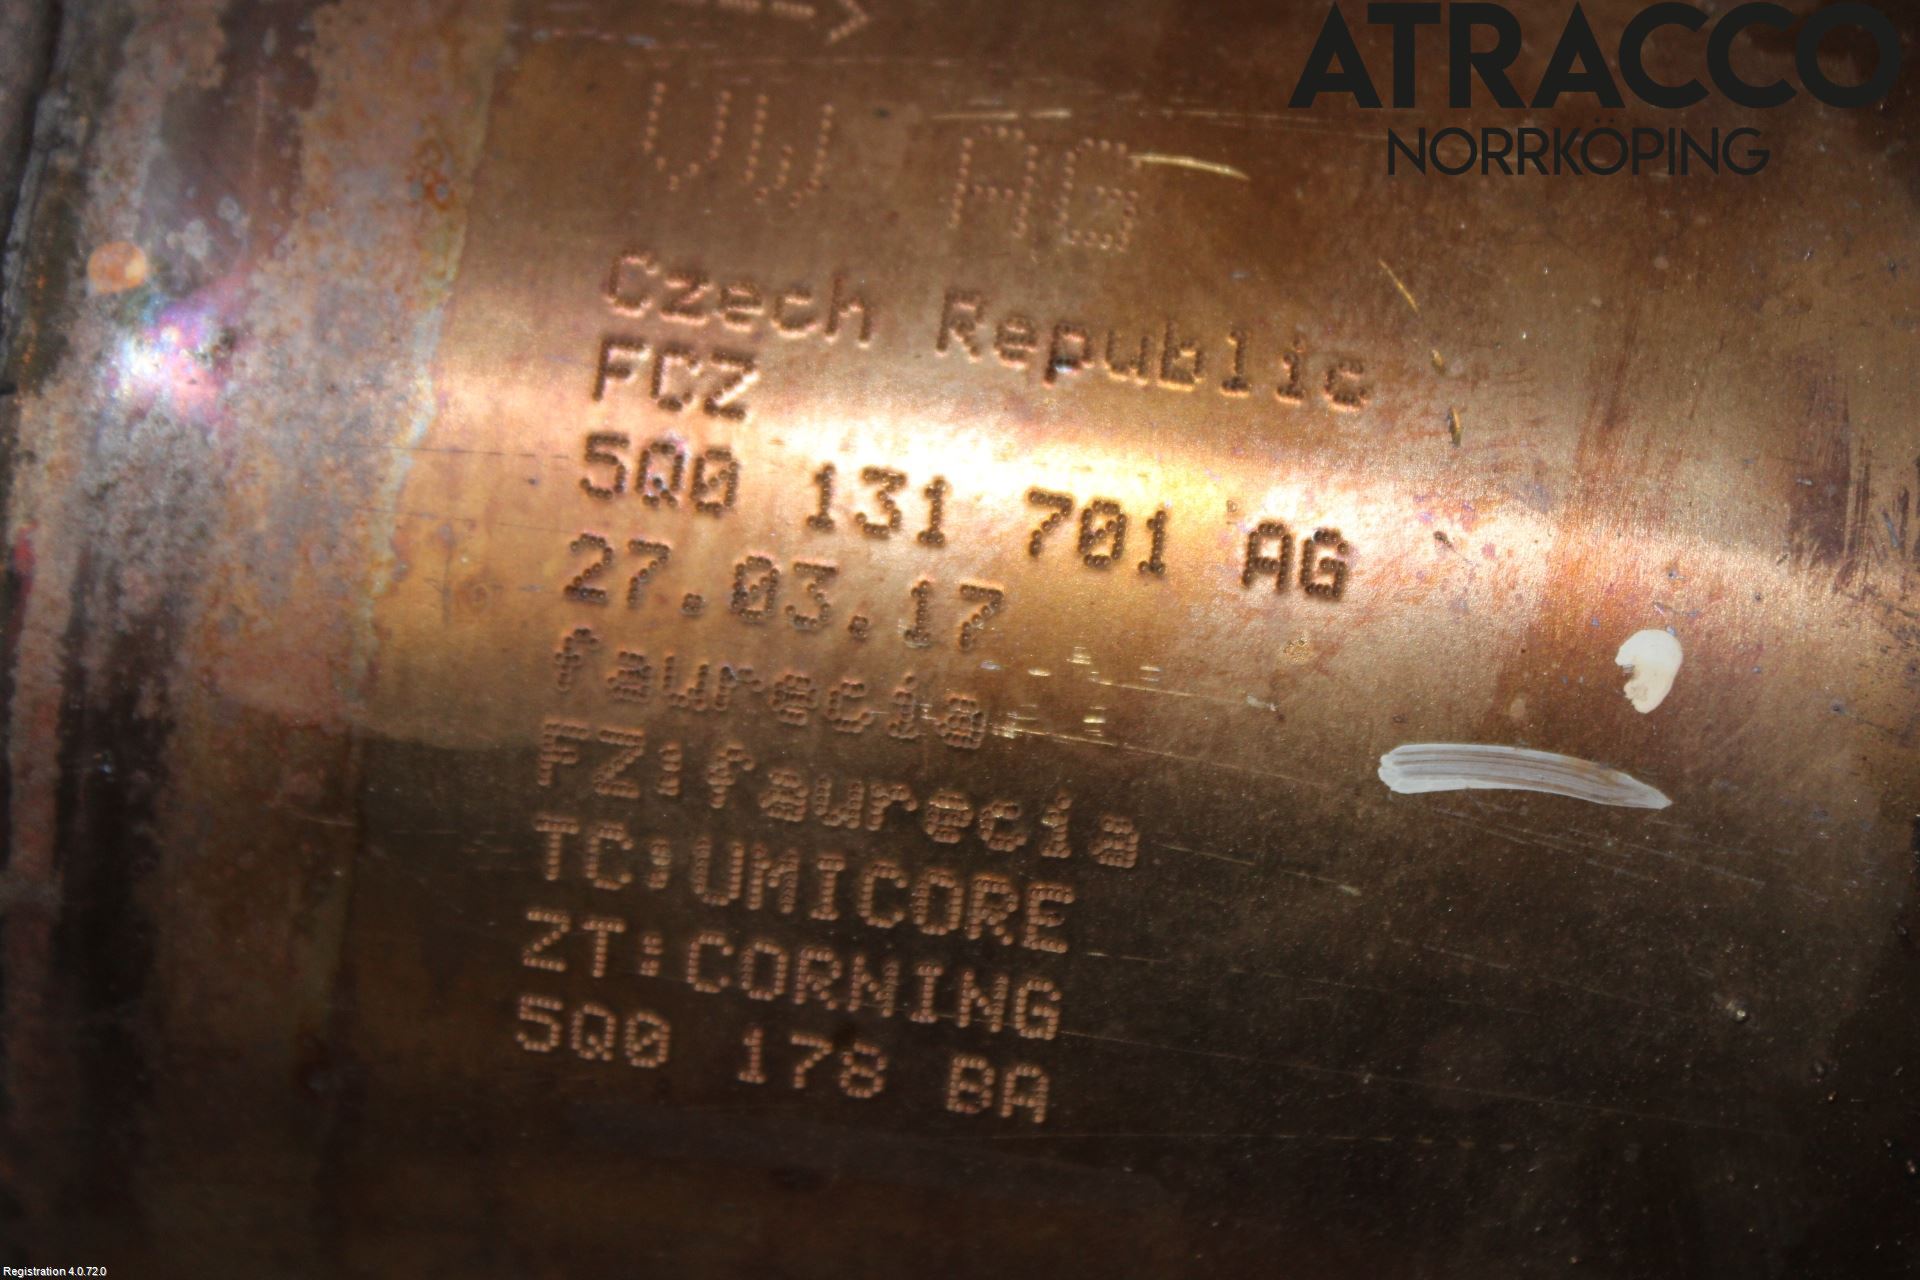 ATRACCO
NORRKÖPING
VW AG
Czech Republic
FCZ
5Q0 131 701 AG
27.03.17
faurecia
FZ:faurecia
TC:UMICORE
ZT:CORNING
5Q0 178 BA
Registration 4.0.72.0